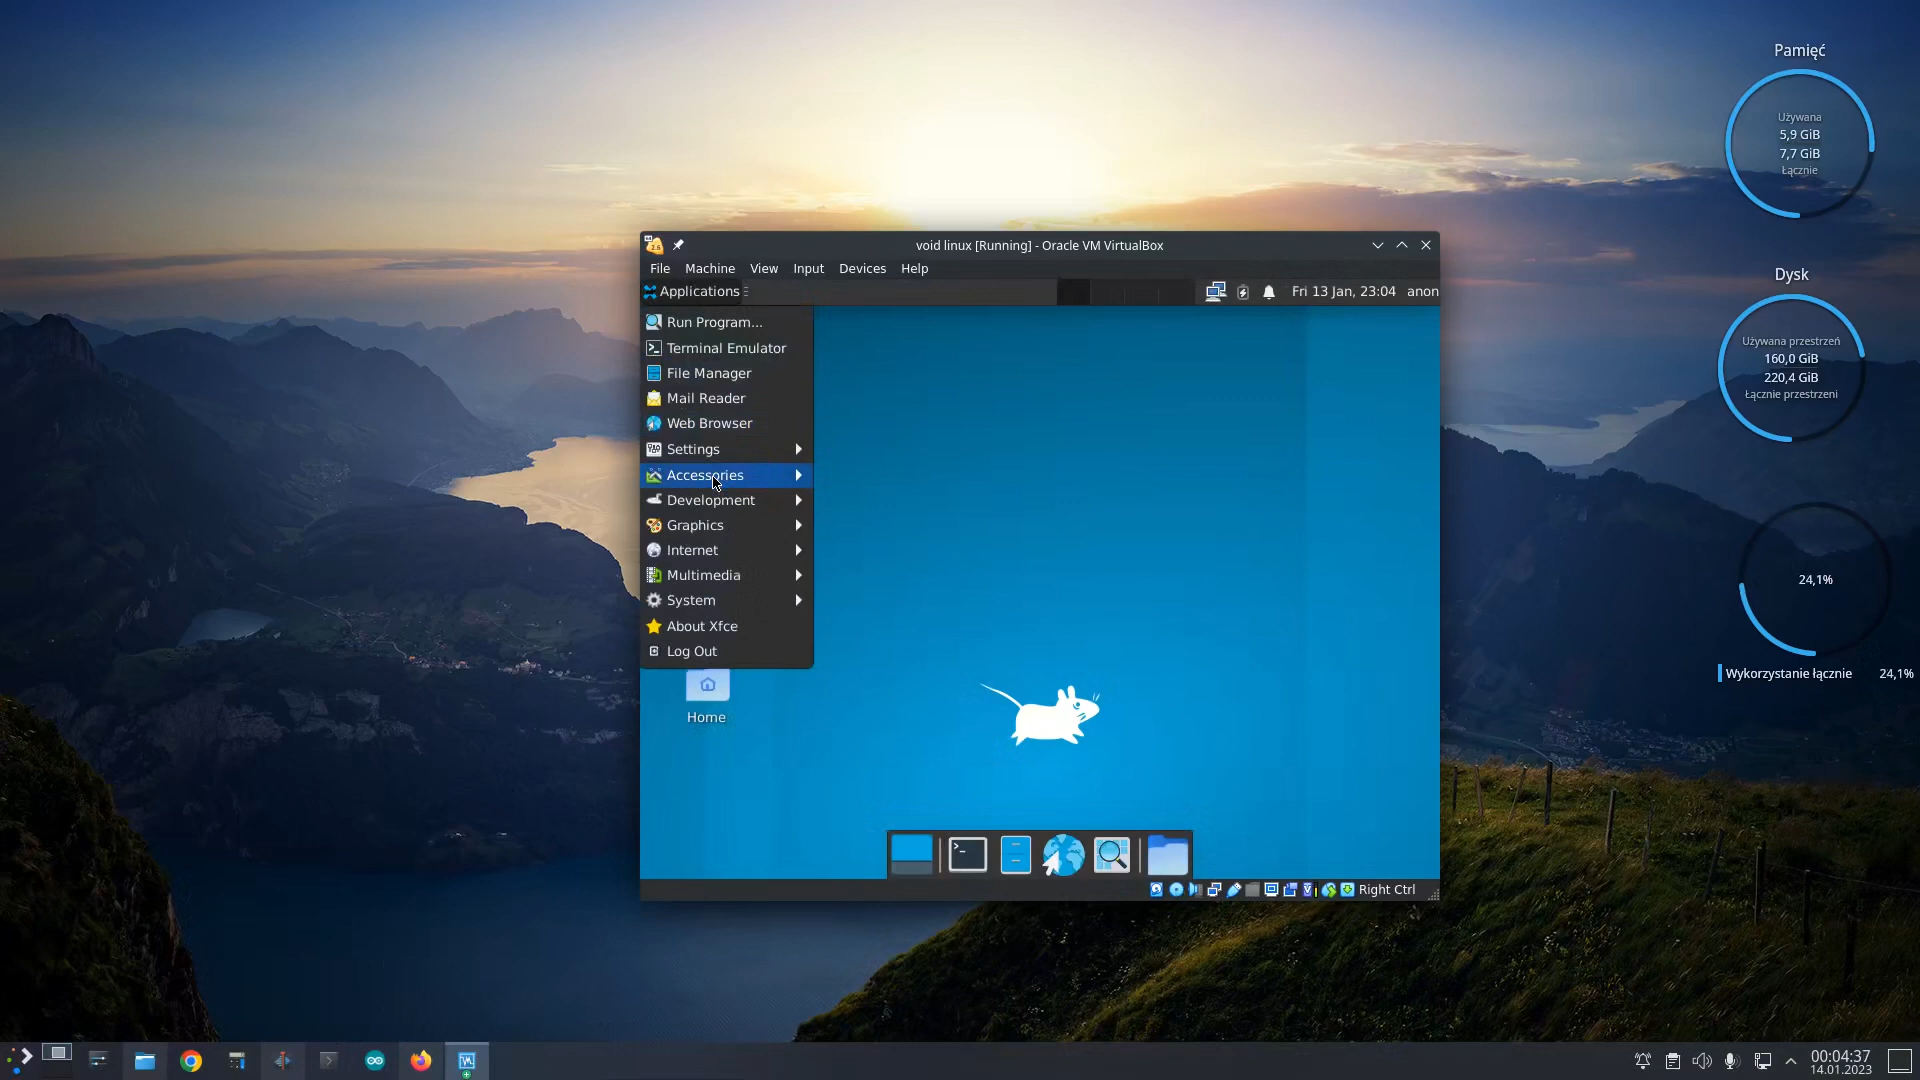 Pamięć
Używana
5,9 GiB
7,7 GiB
Łącznie
Dysk
Używana przestrzeń
160,0 GiB
220,4 GiB
Łącznie przestrzeni
24,1%
Wykorzystanie łącznie 24,1%
void linux [Running] - Oracle VM VirtualBox
File Machine View Input Devices Help
Applications Fri 13 Jan, 23:04 anon
Run Program...
Terminal Emulator
File Manager
Mail Reader
Web Browser
Settings
Accessories
Development
Graphics
Internet
Multimedia
System
About Xfce
Log Out
Home
Right Ctrl
00:04:37
14.01.2023